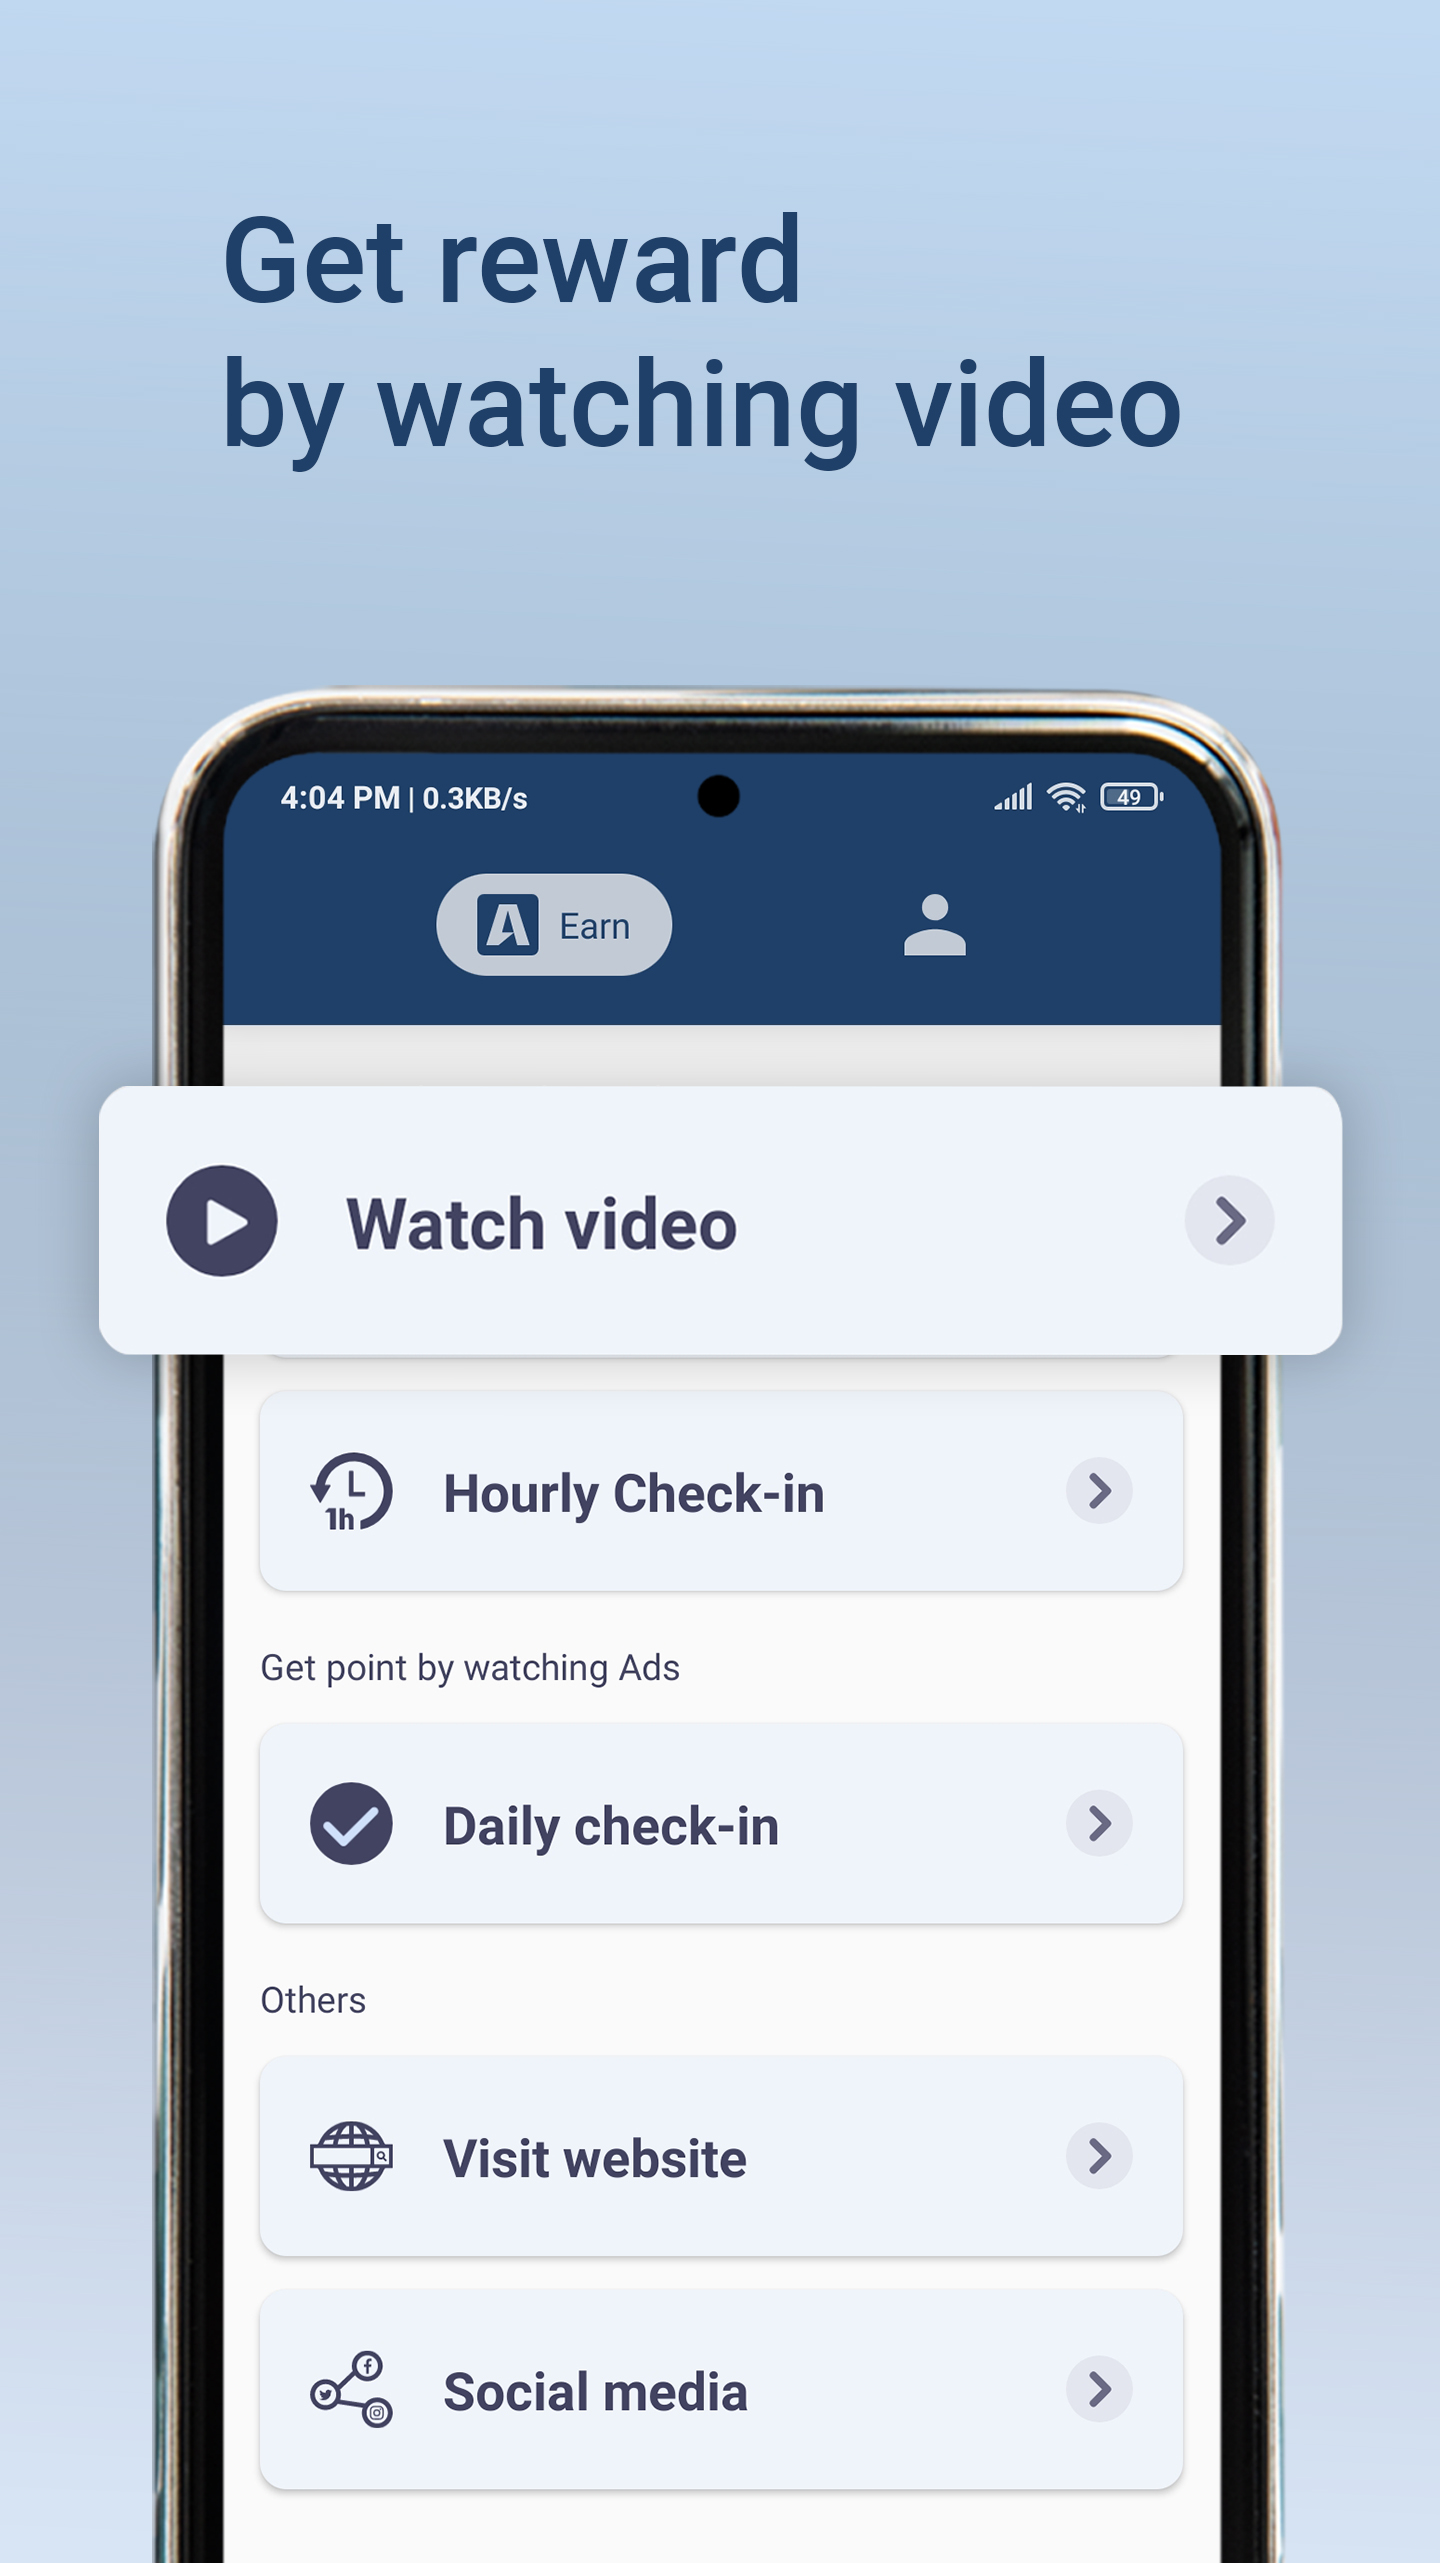 Get reward
by watching video
4:04 PM | 0.3KB/s
49
A Earn
Watch video
1h
Hourly Check-in
Get point by watching Ads
Daily check-in
Others
Visit website
Social media